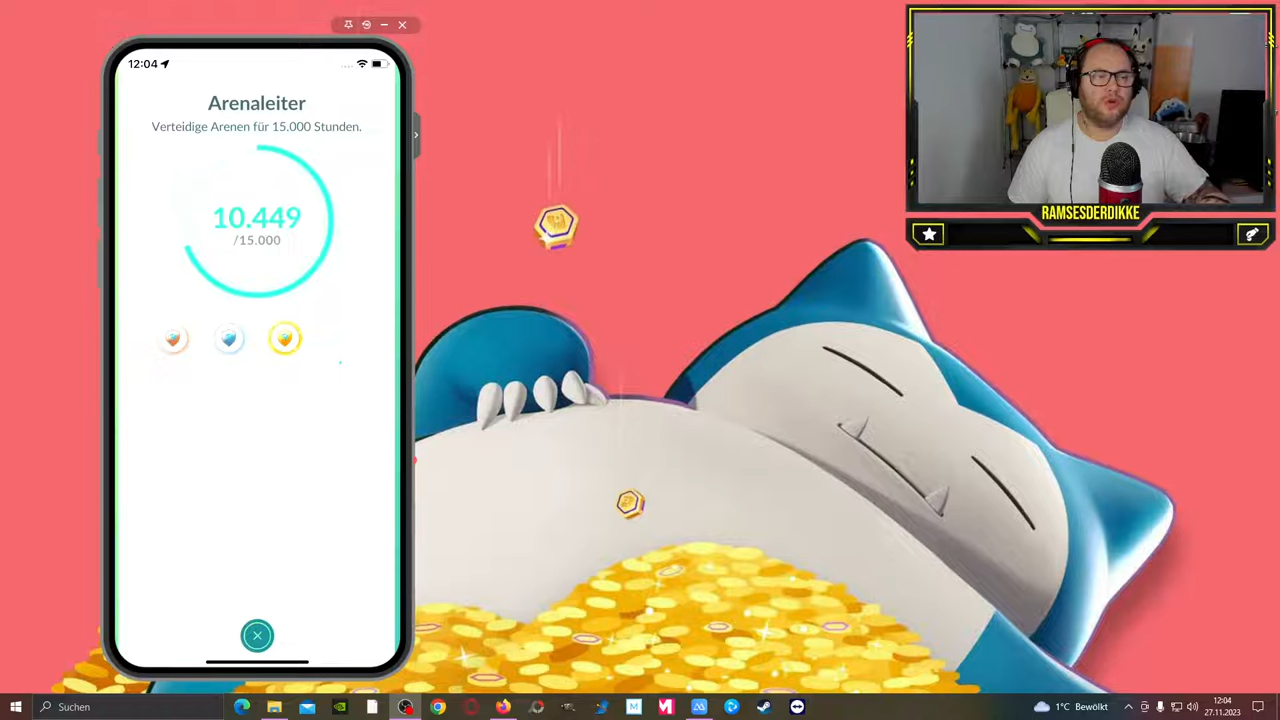 12:04
Arenaleiter
Verteidige Arenen für 15.000 Stunden.
10.449
/15.000
RAMSESDERDIKKE
Suchen
1°C Bewölkt
12:04
27.11.2023